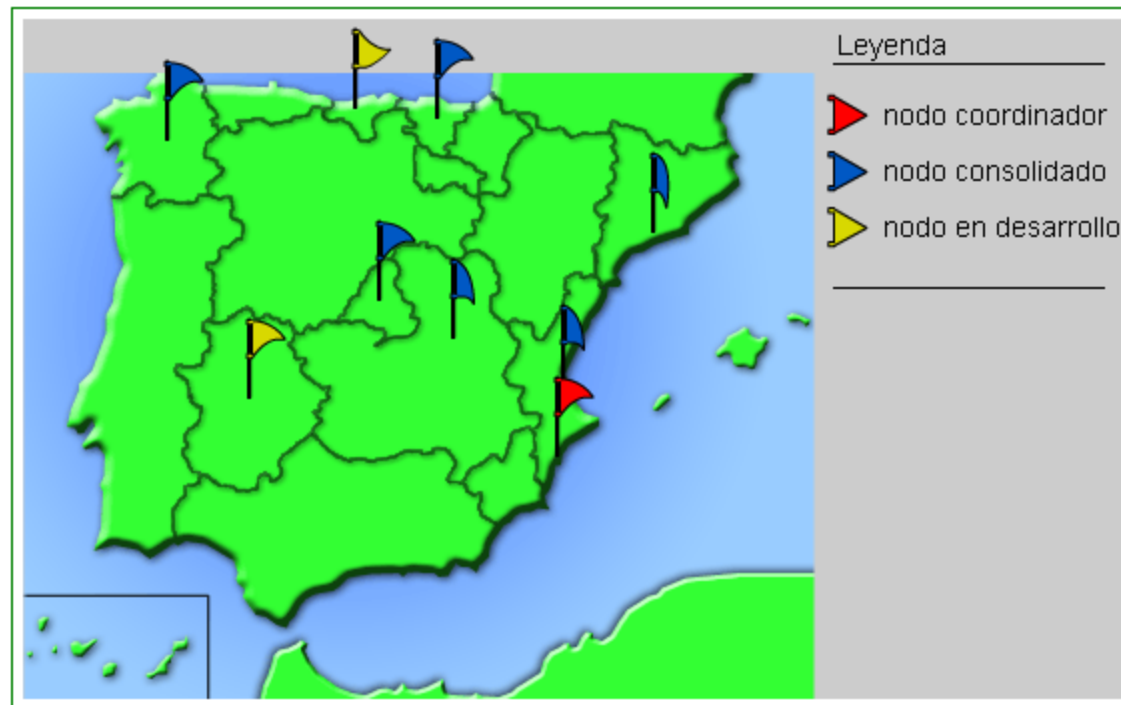 Leyenda
nodo coordinador
nodo consolidado
nodo en desarrollo